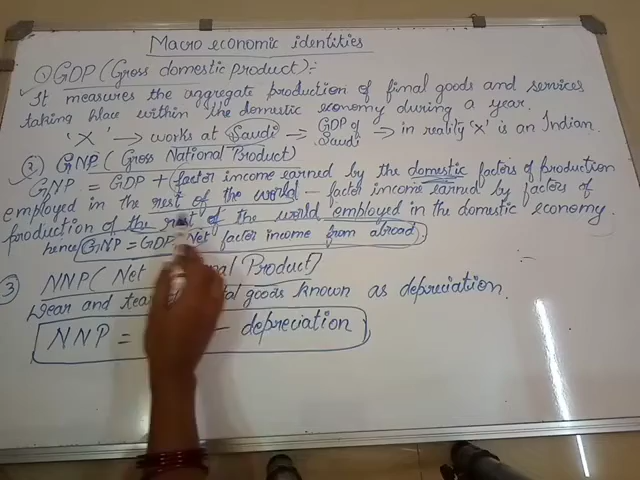 Macro economic identities
① GDP (Gross domestic product):-
It measures the aggregate production of final goods and services
taking place within the domestic economy during a year.
'X' → works at Saudi = GDP of Saudi → in reality 'X' is an Indian.
② GNP (Gross National Product)
GNP = GDP + factor income earned by the domestic factors of production
employed in the rest of the world - factor income earned by factors of
production of the rest of the world employed in the domestic economy.
hence GNP = GDP Net factor income from abroad
③ NNP (Net Product)
Wear and goods known as depreciation.
NNP = - depreciation